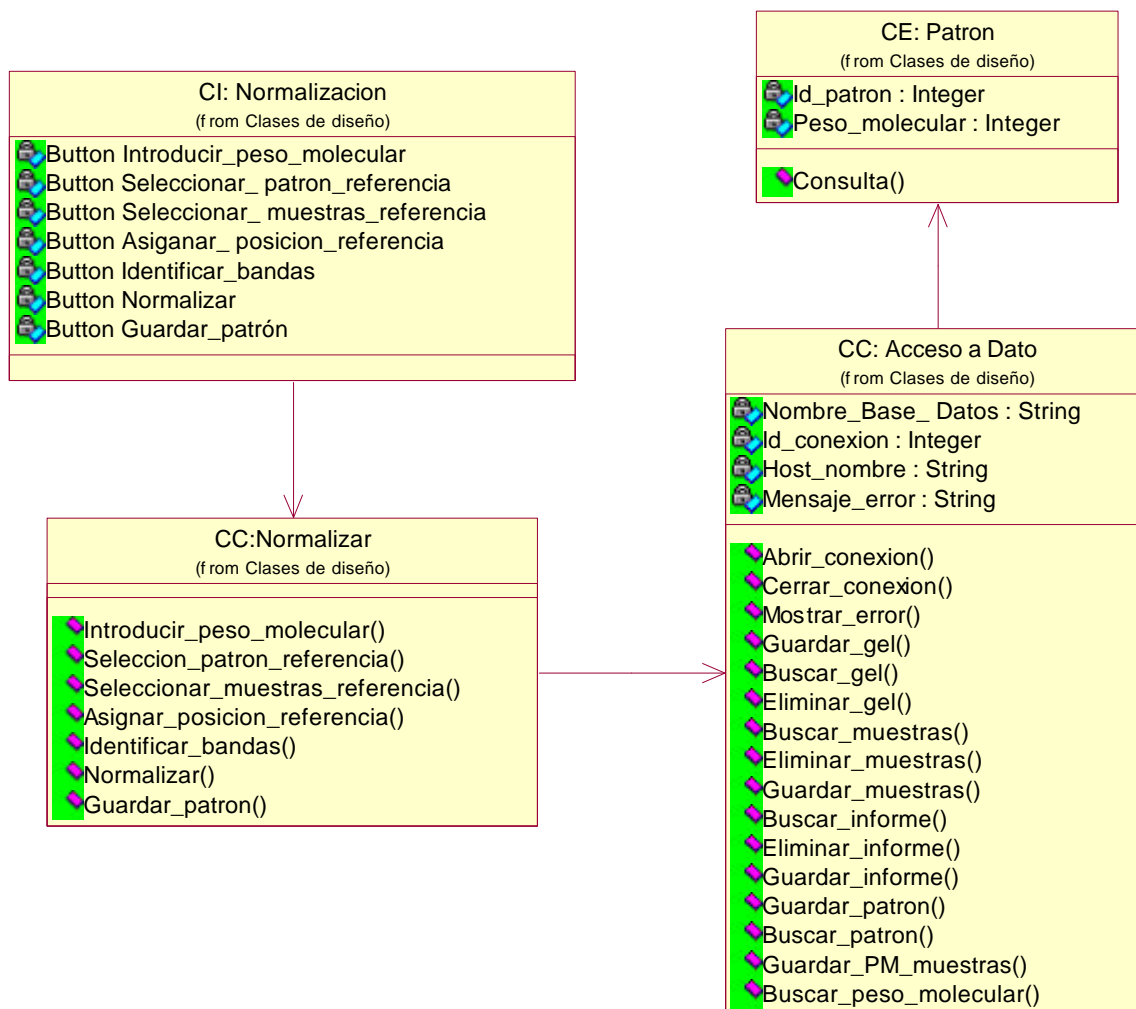 CI: Normalizacion
(from Clases de diseño)
Button Introducir_peso_molecular
Button Seleccionar_ patron_referencia
Button Seleccionar_ muestras_referencia
Button Asiganar_ posicion_referencia
Button Identificar_bandas
Button Normalizar
Button Guardar_patrón
CE: Patron
(from Clases de diseño)
Id_patron : Integer
Peso_molecular : Integer
Consulta()
CC:Normalizar
(from Clases de diseño)
Introducir_peso_molecular()
Seleccion_patron_referencia()
Seleccionar_muestras_referencia()
Asignar_posicion_referencia()
Identificar_bandas()
Normalizar()
Guardar_patron()
CC: Acceso a Dato
(from Clases de diseño)
Nombre_Base_ Datos : String
Id_conexion : Integer
Host_nombre : String
Mensaje_error : String
Abrir_conexion()
Cerrar_conexion()
Mostrar_error()
Guardar_gel()
Buscar_gel()
Eliminar_gel()
Buscar_muestras()
Eliminar_muestras()
Guardar_muestras()
Buscar_informe()
Eliminar_informe()
Guardar_informe()
Guardar_patron()
Buscar_patron()
Guardar_PM_muestras()
Buscar_peso_molecular()